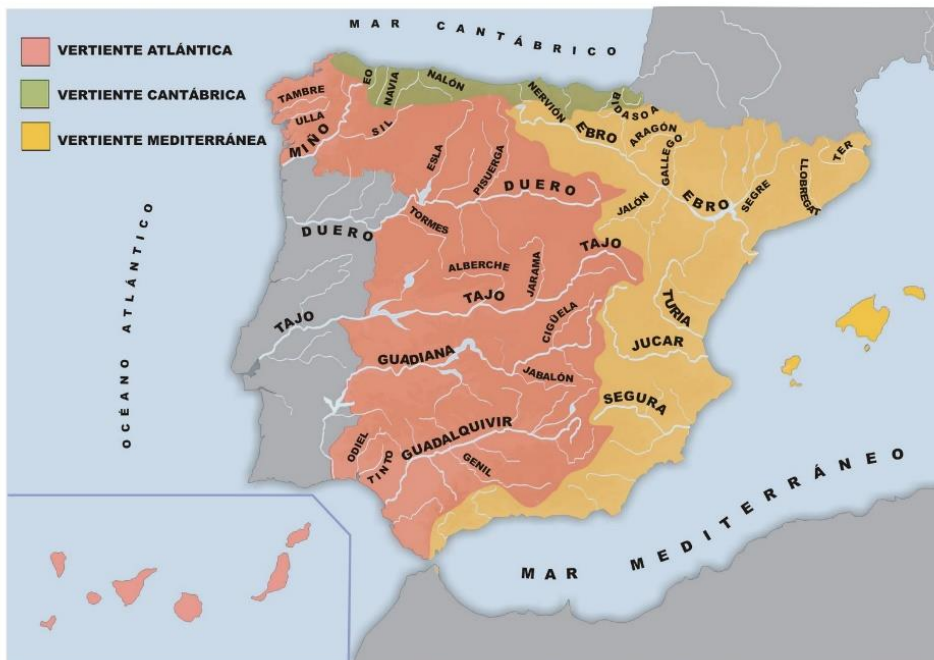 MAR CANTÁBRICO
VERTIENTE ATLÁNTICA
VERTIENTE CANTÁBRICA
VERTIENTE MEDITERRÁNEA
OCÉANO ATLÁNTICO
TAMBRE
ULLA
MIÑO
SIL
EO
NAVIA
NALÓN
NERVIÓN
BIDASOA
EBRO
ARAGÓN
GALLEGO
EBRO
SEGRE
LLOBREGAT
TER
ESLA
PISUERGA
DUERO
DUERO
TORMES
JALÓN
ALBERCHE
JARAMA
TAJO
TAJO
TAJO
CIGÜELA
TURIA
JUCAR
GUADIANA
JABALÓN
SEGURA
ODIEL
TINTO
GUADALQUIVIR
GENIL
MAR MEDITERRÁNEO